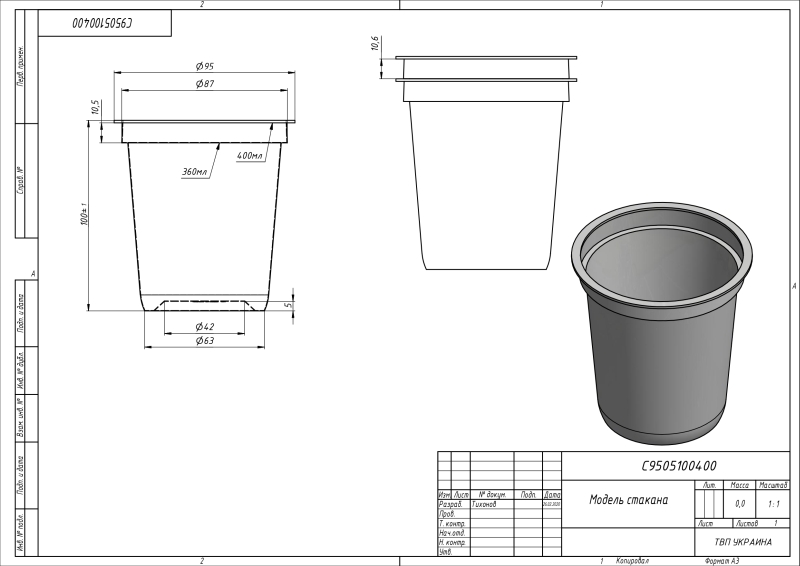 2
1
С9505100400
Перв. примен.
Справ. №
Подп. и дата
Инв. № дубл.
Взам. инв. №
Подп. и дата
Инв. № подл.
A
A
Ø95
Ø87
10,5
400мл
360мл
100±1
5
Ø42
Ø63
10,6
С9505100400
Изм. Лист № докум. Подп. Дата
Разраб. Тихонов
Пров.
Т. контр.
Нач.отд.
Н. контр.
Утв.
Модель стакана
Лит. Масса Масштаб
0,0 1:1
Лист Листов 1
ТВП УКРАИНА
2
1
Копировал Формат А3